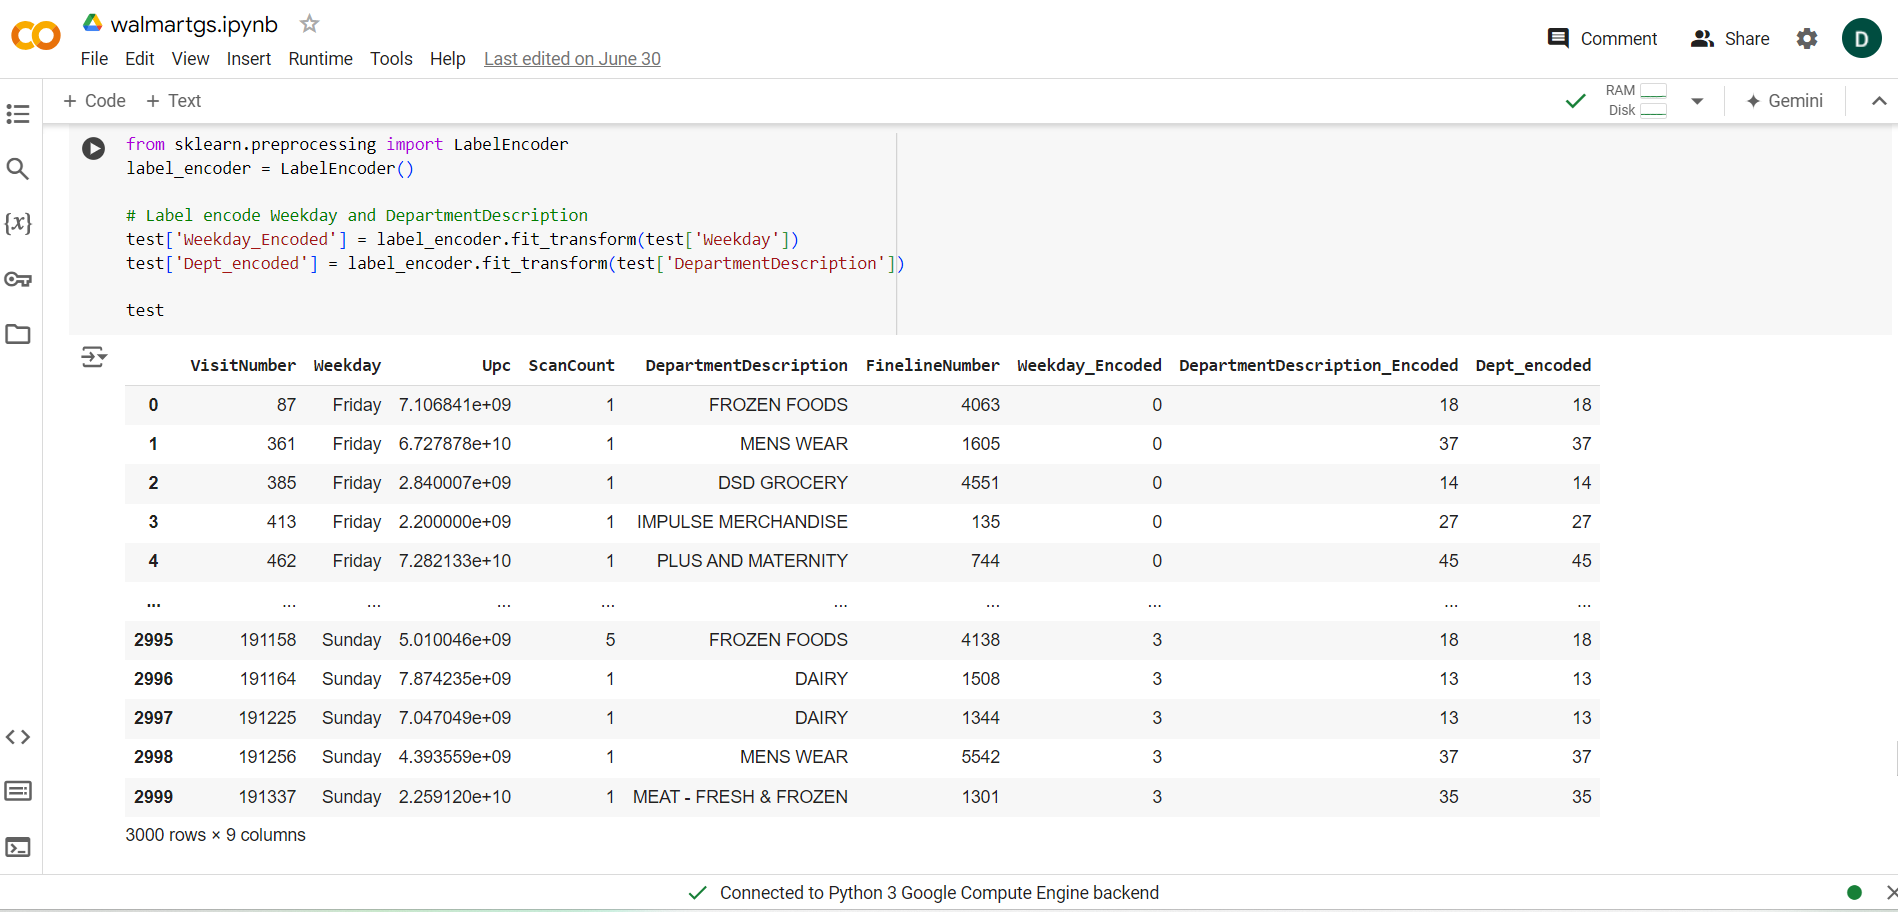 walmartgs.ipynb
Comment Share D
File Edit View Insert Runtime Tools Help Last edited on June 30
+ Code + Text RAM Disk Gemini
from sklearn.preprocessing import LabelEncoder
label_encoder = LabelEncoder()
# Label encode Weekday and DepartmentDescription
test['Weekday_Encoded'] = label_encoder.fit_transform(test['Weekday'])
test['Dept_encoded'] = label_encoder.fit_transform(test['DepartmentDescription'])
test
{x}
VisitNumber Weekday Upc ScanCount DepartmentDescription FinelineNumber Weekday_Encoded DepartmentDescription_Encoded Dept_encoded
0 87 Friday 7.106841e+09 1 FROZEN FOODS 4063 0 18 18
1 361 Friday 6.727878e+10 1 MENS WEAR 1605 0 37 37
2 385 Friday 2.840007e+09 1 DSD GROCERY 4551 0 14 14
3 413 Friday 2.200000e+09 1 IMPULSE MERCHANDISE 135 0 27 27
4 462 Friday 7.282133e+10 1 PLUS AND MATERNITY 744 0 45 45
... ... ... ... ... ... ... ... ... ...
2995 191158 Sunday 5.010046e+09 5 FROZEN FOODS 4138 3 18 18
2996 191164 Sunday 7.874235e+09 1 DAIRY 1508 3 13 13
2997 191225 Sunday 7.047049e+09 1 DAIRY 1344 3 13 13
2998 191256 Sunday 4.393559e+09 1 MENS WEAR 5542 3 37 37
2999 191337 Sunday 2.259120e+10 1 MEAT - FRESH & FROZEN 1301 3 35 35
3000 rows × 9 columns
Connected to Python 3 Google Compute Engine backend